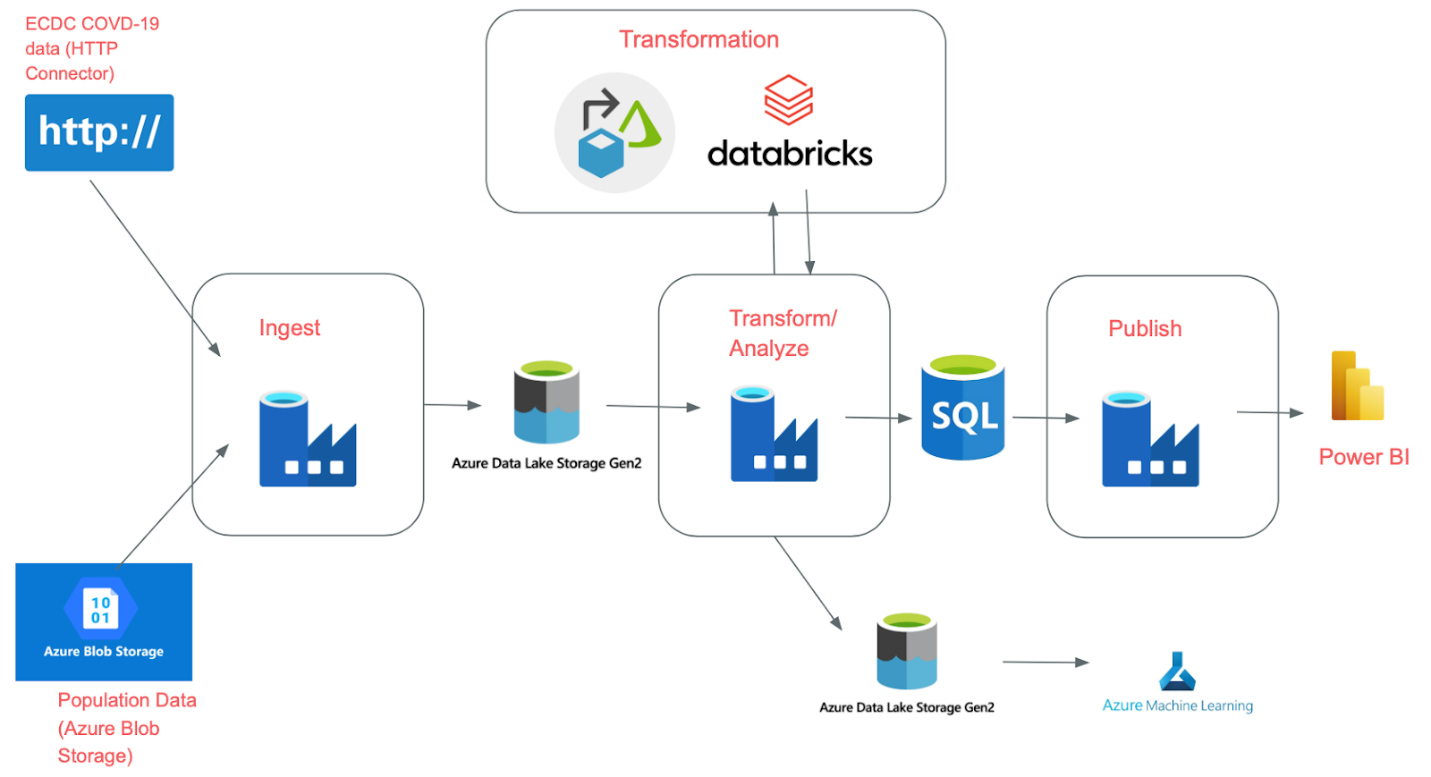 ECDC COVD-19
data (HTTP
Connector)
http://
Transformation
databricks
Ingest
Azure Data Lake Storage Gen2
Transform/
Analyze
SQL
Publish
Power BI
10
01
Azure Blob Storage
Population Data
(Azure Blob
Storage)
Azure Data Lake Storage Gen2
Azure Machine Learning